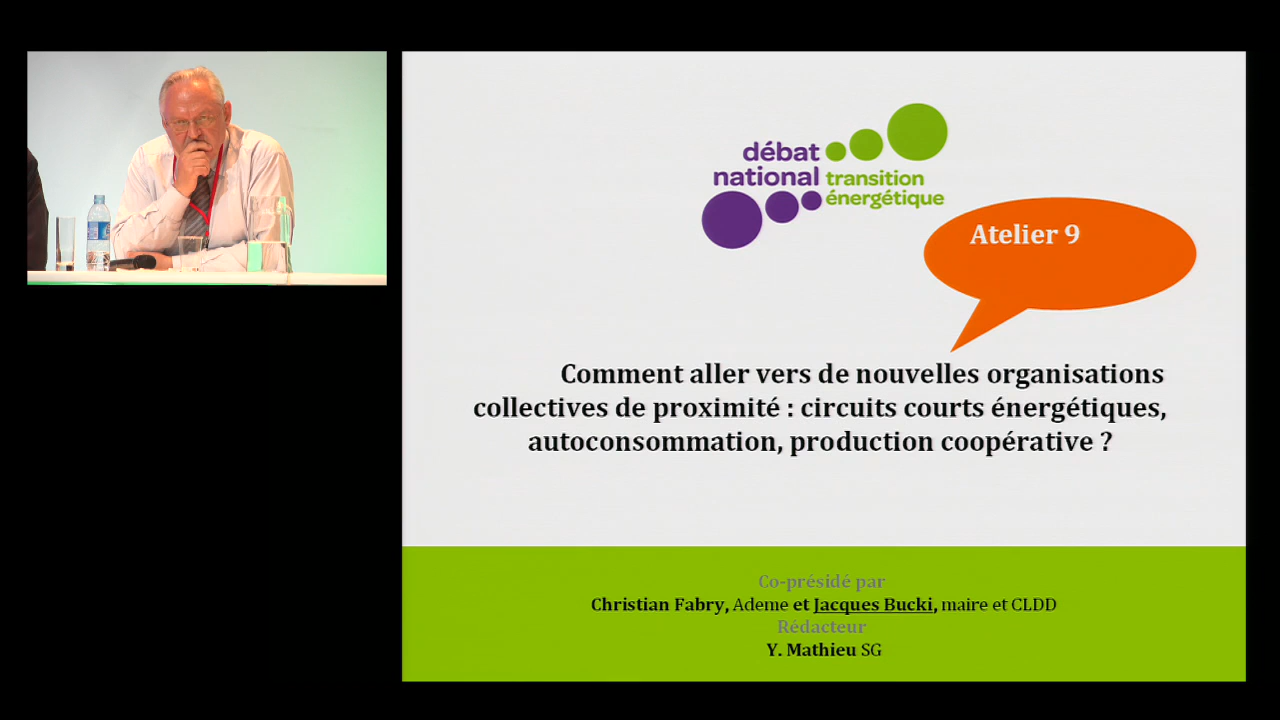 débat
national transition
énergétique
Atelier 9
Comment aller vers de nouvelles organisations
collectives de proximité : circuits courts énergétiques,
autoconsommation, production coopérative ?
Co-présidé par
Christian Fabry, Ademe et Jacques Bucki, maire et CLDD
Rédacteur
Y. Mathieu SG